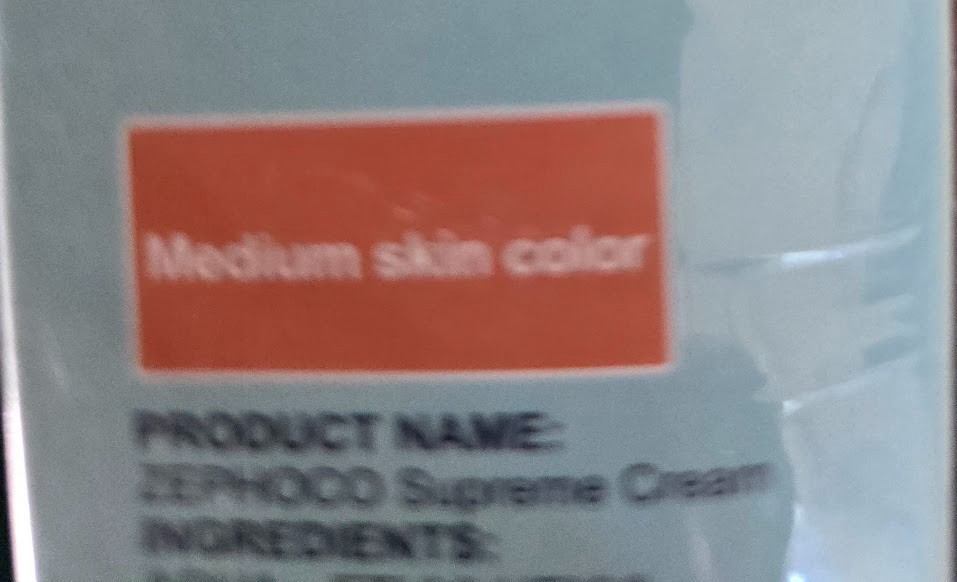 Medium skin color
PRODUCT NAME:
ZEPHOCO Supreme Cream
INGREDIENTS: